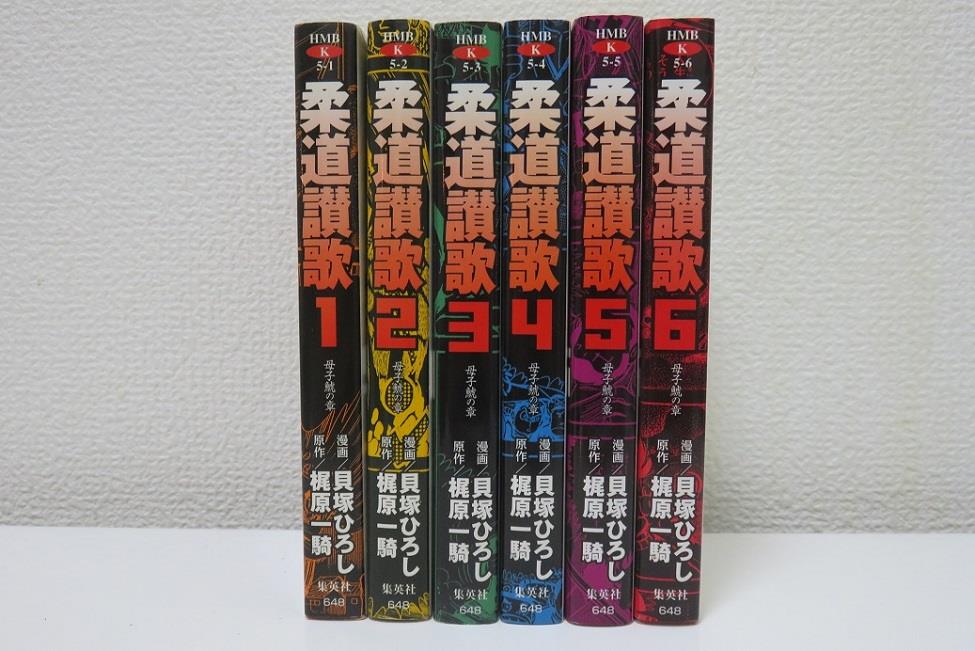 HMB
K
5-1
柔道讃歌
1
母子鯱の章
漫画/貝塚ひろし
原作/梶原一騎
集英社
648
HMB
K
5-2
柔道讃歌
2
母子鯱の章
漫画/貝塚ひろし
原作/梶原一騎
集英社
648
HMB
K
5-3
柔道讃歌
3
母子鯱の章
漫画/貝塚ひろし
原作/梶原一騎
集英社
648
HMB
K
5-4
柔道讃歌
4
母子鯱の章
漫画/貝塚ひろし
原作/梶原一騎
集英社
648
HMB
K
5-5
柔道讃歌
5
母子鯱の章
漫画/貝塚ひろし
原作/梶原一騎
集英社
648
HMB
K
5-6
柔道讃歌
6
母子鯱の章
漫画/貝塚ひろし
原作/梶原一騎
集英社
648